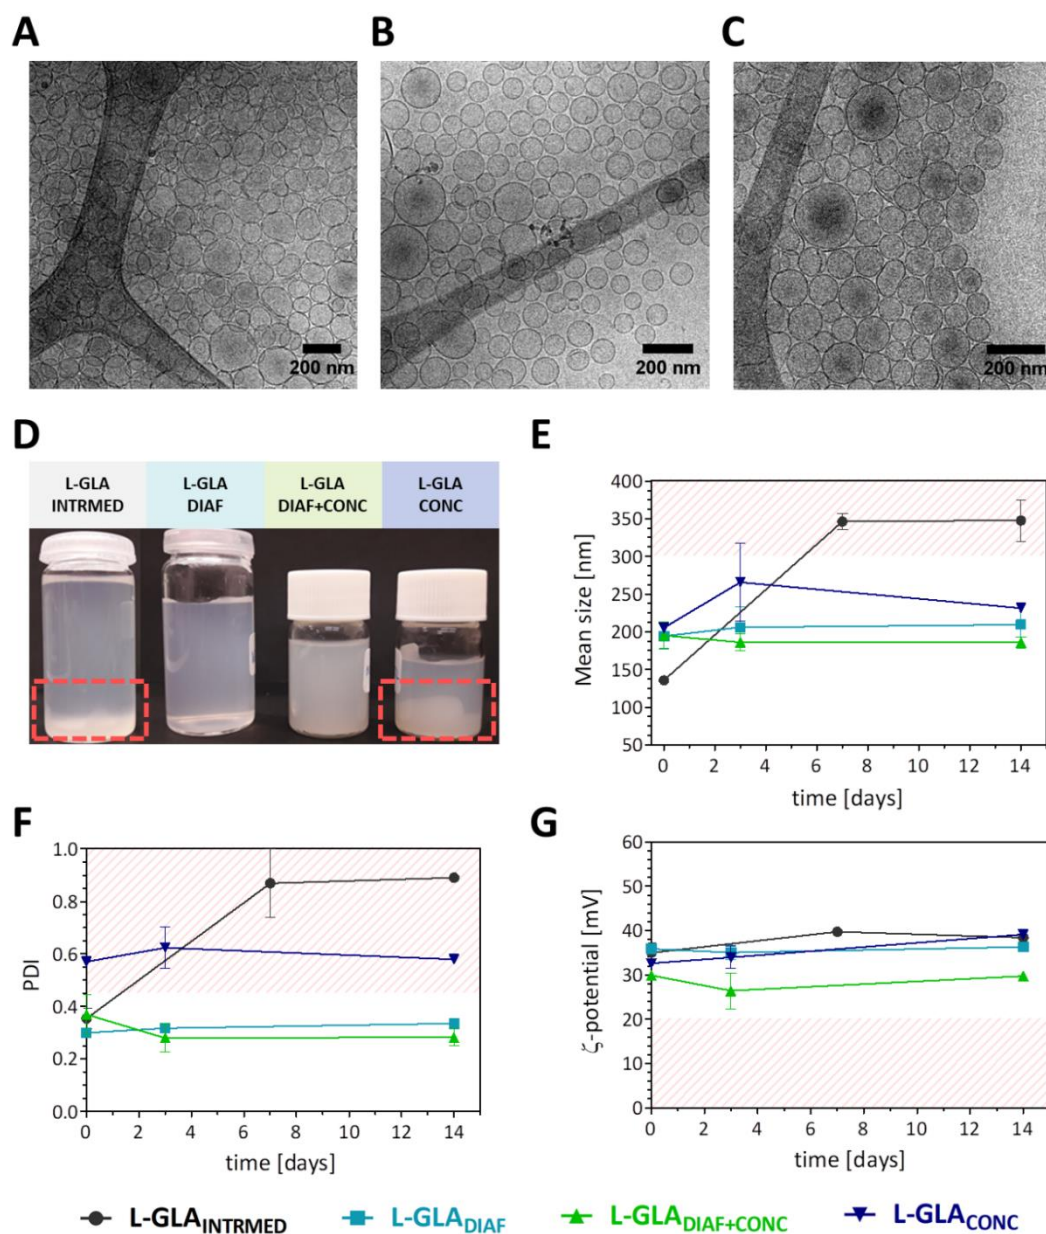 A
B
C
200 nm
200 nm
200 nm
D
L-GLA
INTRMED
L-GLA
DIAF
L-GLA
DIAF+CONC
L-GLA
CONC
E
Mean size [nm]
400
350
300
250
200
150
100
50
0 2 4 6 8 10 12 14
time [days]
F
PDI
1.0
0.8
0.6
0.4
0.2
0.0
0 2 4 6 8 10 12 14
time [days]
G
ζ-potential [mV]
60
50
40
30
20
10
0
0 2 4 6 8 10 12 14
time [days]
L-GLAINTRMED L-GLADIAF L-GLADIAF+CONC L-GLACONC